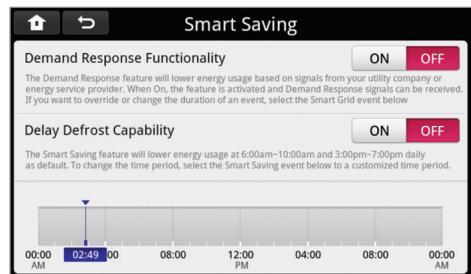 Smart Saving
Demand Response Functionality
ON OFF
The Demand Response feature will lower energy usage based on signals from your utility company or
energy service provider. When On, the feature is activated and Demand Response signals can be received.
If you want to override or change the duration of an event, select the Smart Grid event below
Delay Defrost Capability
ON OFF
The Smart Saving feature will lower energy usage at 6:00am~10:00am and 3:00pm~7:00pm daily
as default. To change the time period, select the Smart Saving event below to a customized time period.
00:00 02:49 00 08:00 12:00 04:00 08:00 00:00
AM PM AM